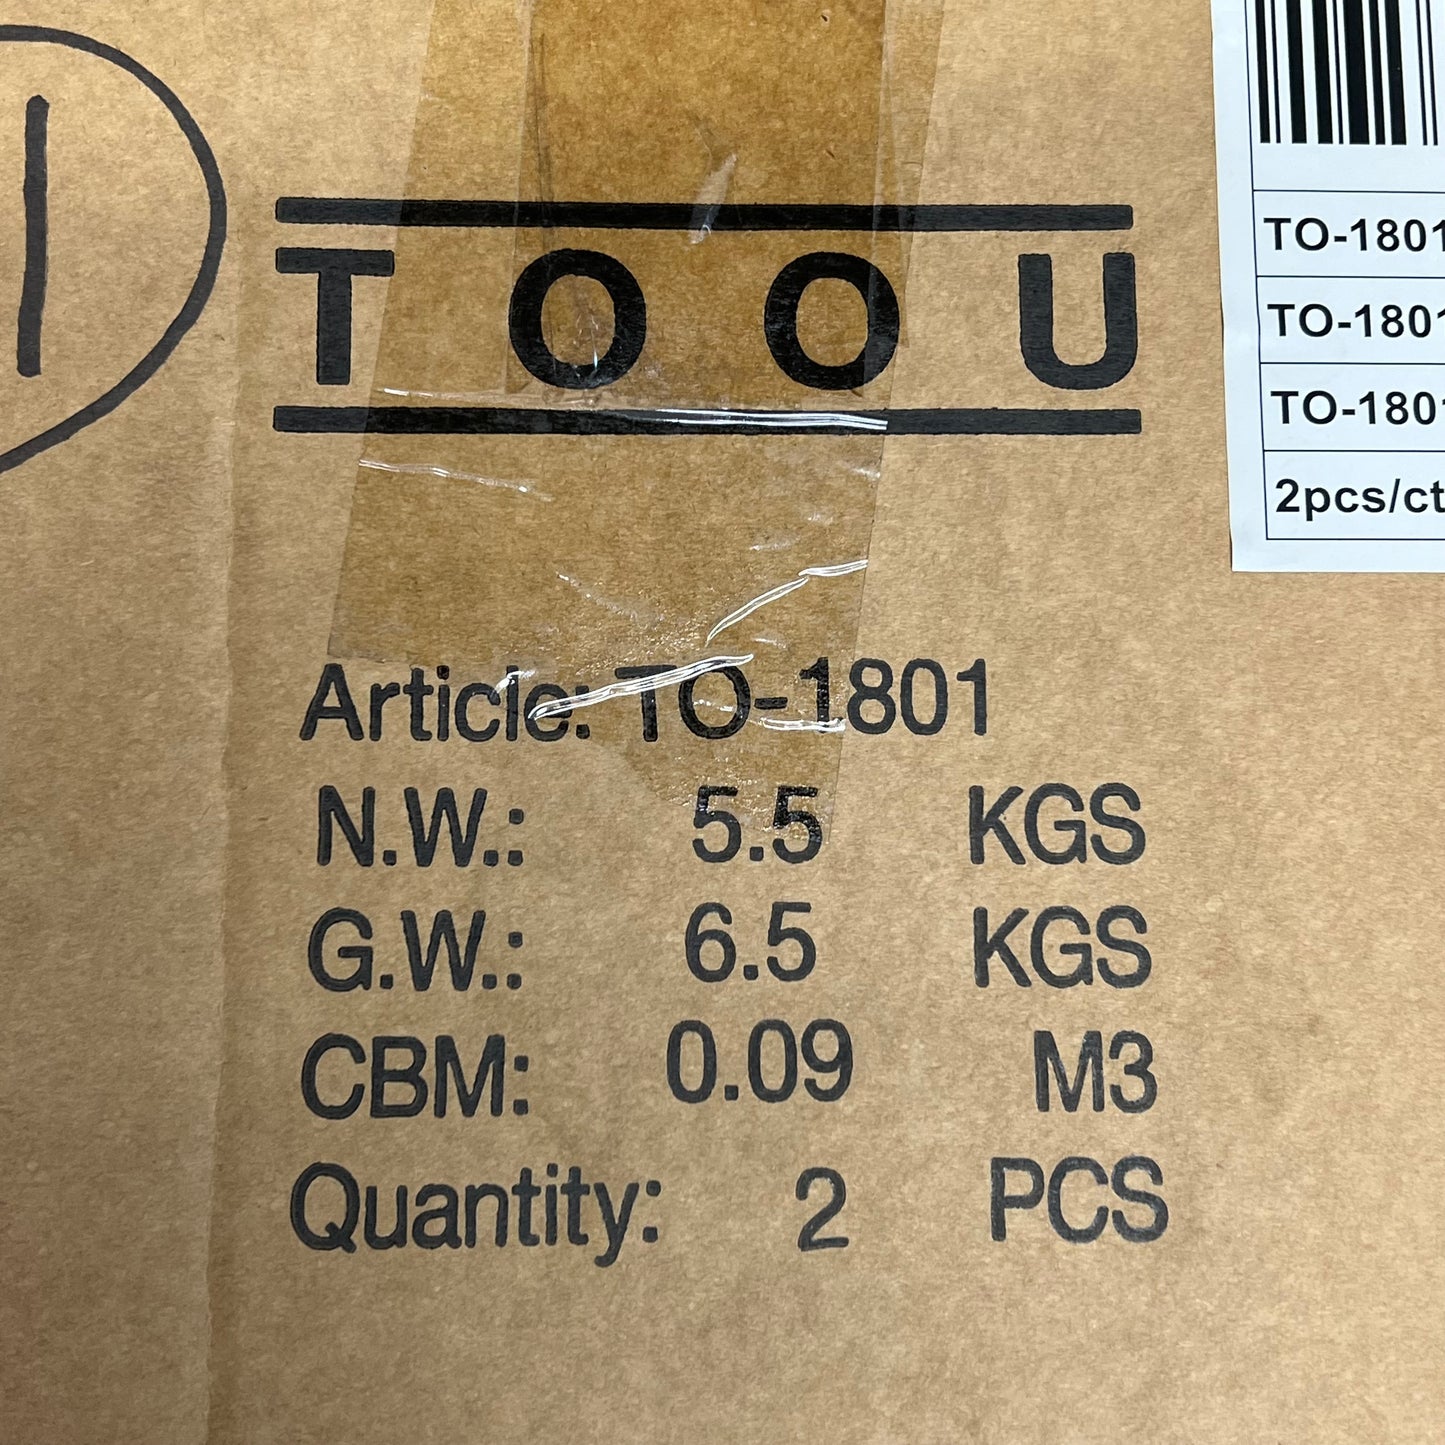 1
T O O U
Article: TO-1801
N.W.: 5.5 KGS
G.W.: 6.5 KGS
CBM: 0.09 M3
Quantity: 2 PCS
TO-1801
TO-1801
TO-1801
2pcs/ct